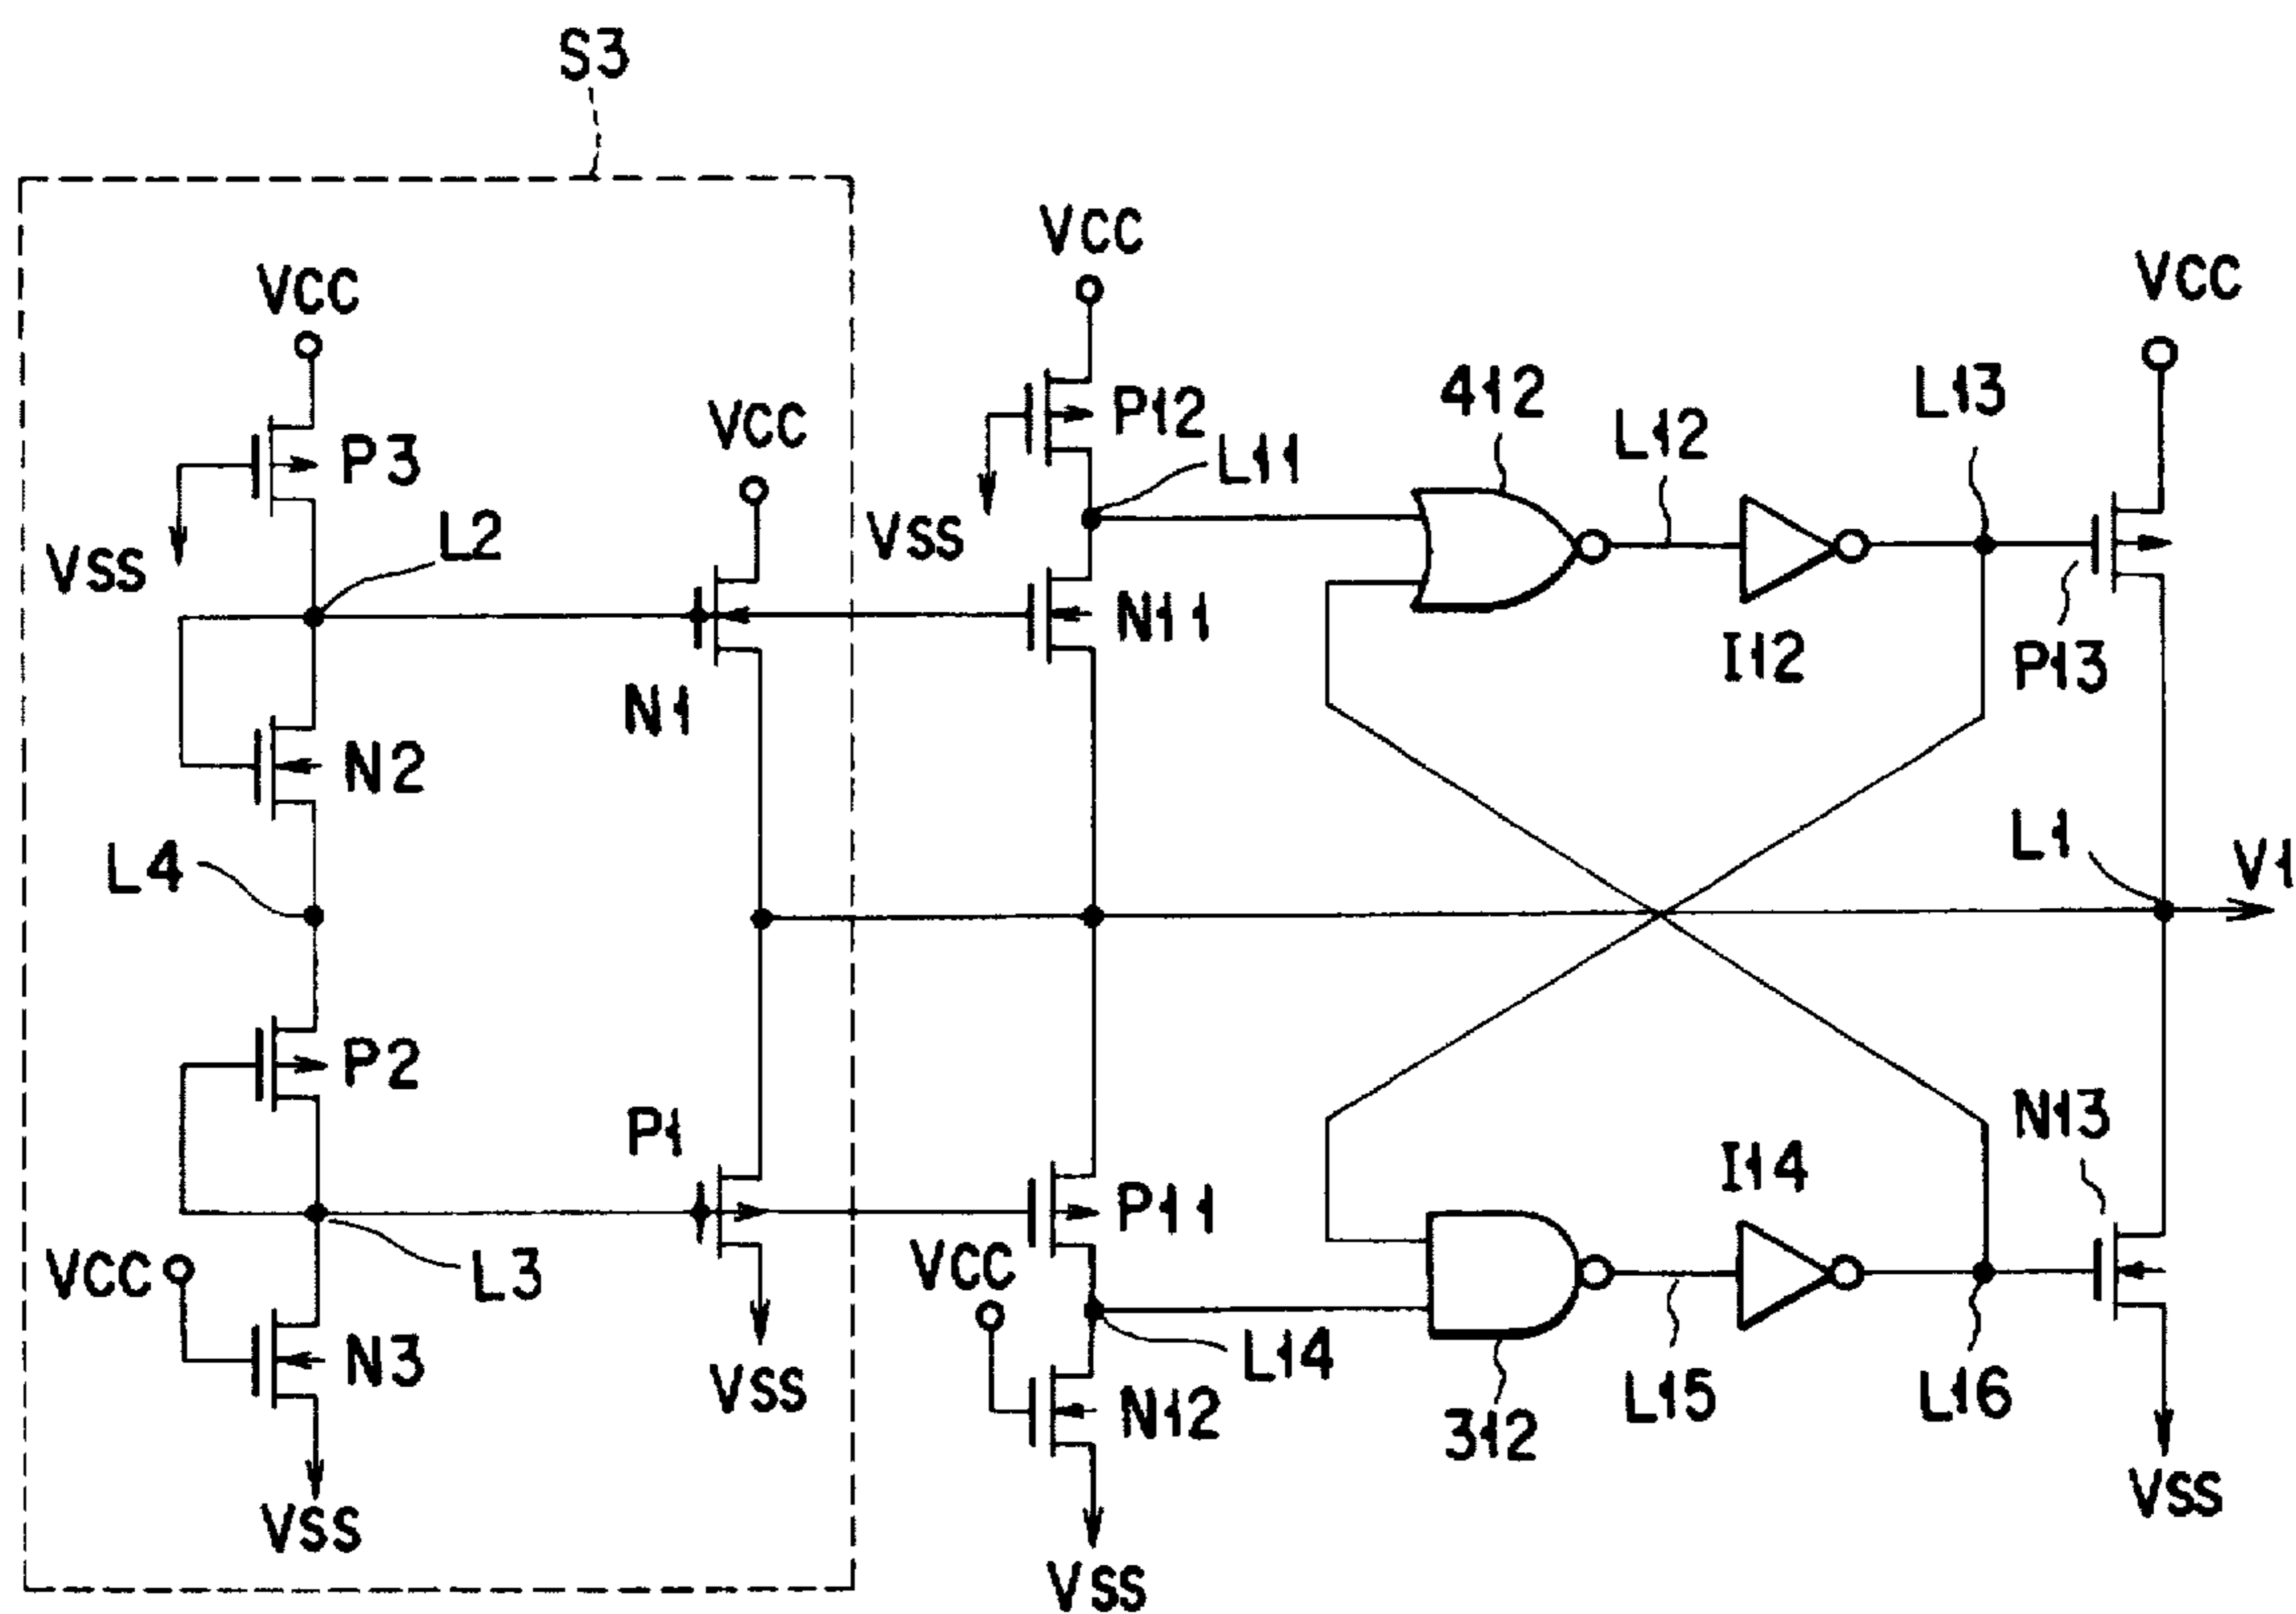 S3
VCC
VCC
VCC
VCC
P3
P12
412
L12
L13
L11
VSS
L2
VSS
N11
N1
I12
P13
N2
L4
L1
V1
P2
P1
N13
I14
P11
VCC
VCC
L3
L14
N3
N12
VSS
L15
L16
312
VSS
VSS
VSS